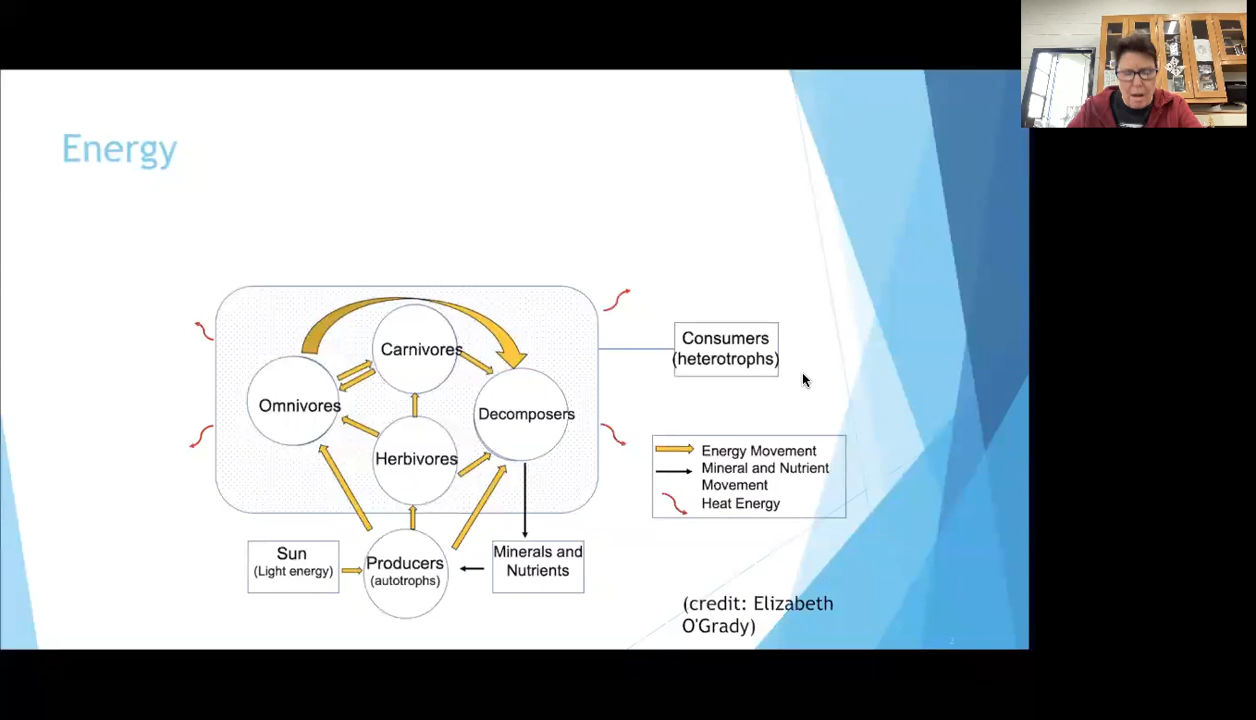 Energy
Carnivores
Consumers
(heterotrophs)
Omnivores
Decomposers
Herbivores
Energy Movement
Mineral and Nutrient
Movement
Heat Energy
Sun
(Light energy)
Producers
(autotrophs)
Minerals and
Nutrients
(credit: Elizabeth
O'Grady)